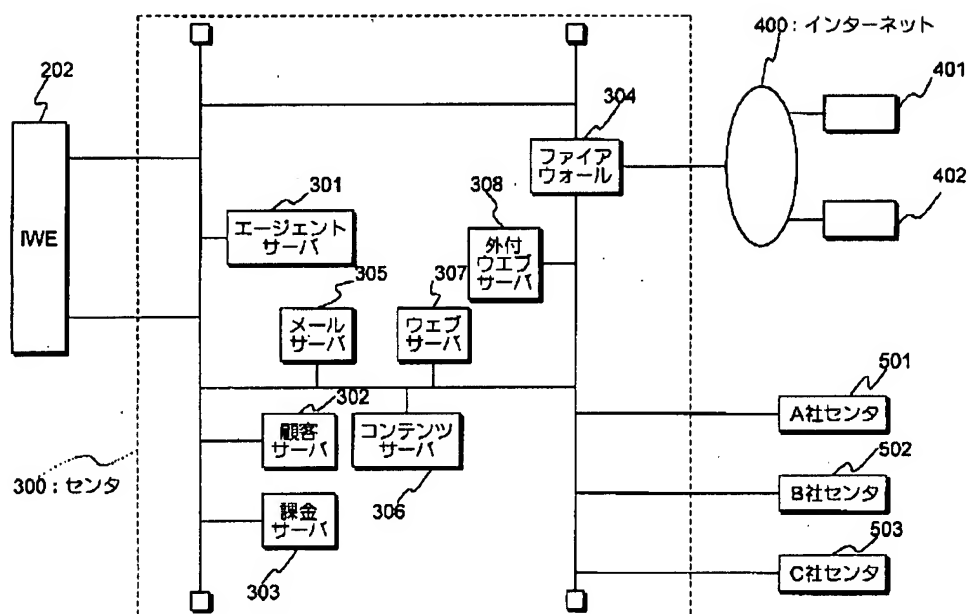 400：インターネット
202
401
304
ファイア
ウォール
308
301
402
IWE
エージェント
サーバ
外付
ウエブ
サーバ
305
307
メール
サーバ
ウェブ
サーバ
501
302
A社センタ
顧客
サーバ
コンテンツ
サーバ
502
300：センタ
B社センタ
課金
サーバ
306
503
303
C社センタ